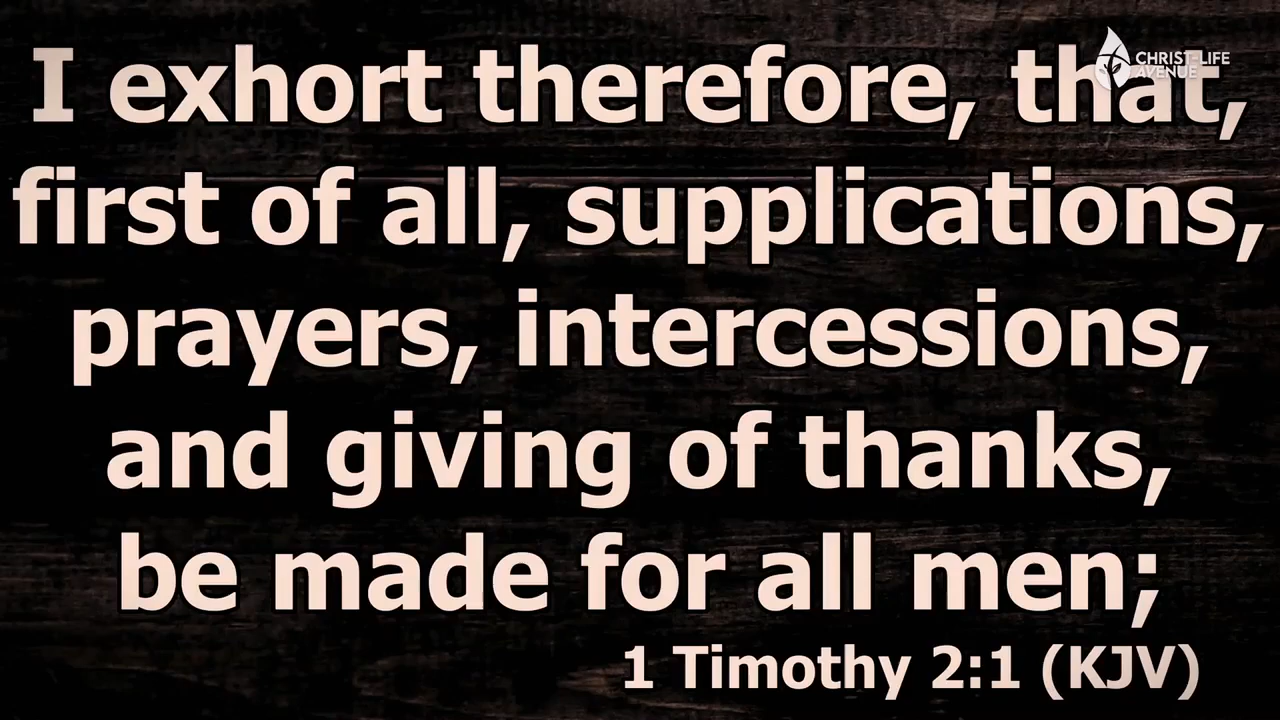 I exhort therefore, that,
CHRIST-LIFE
AVENUE
first of all, supplications,
prayers, intercessions,
and giving of thanks,
be made for all men;
1 Timothy 2:1 (KJV)